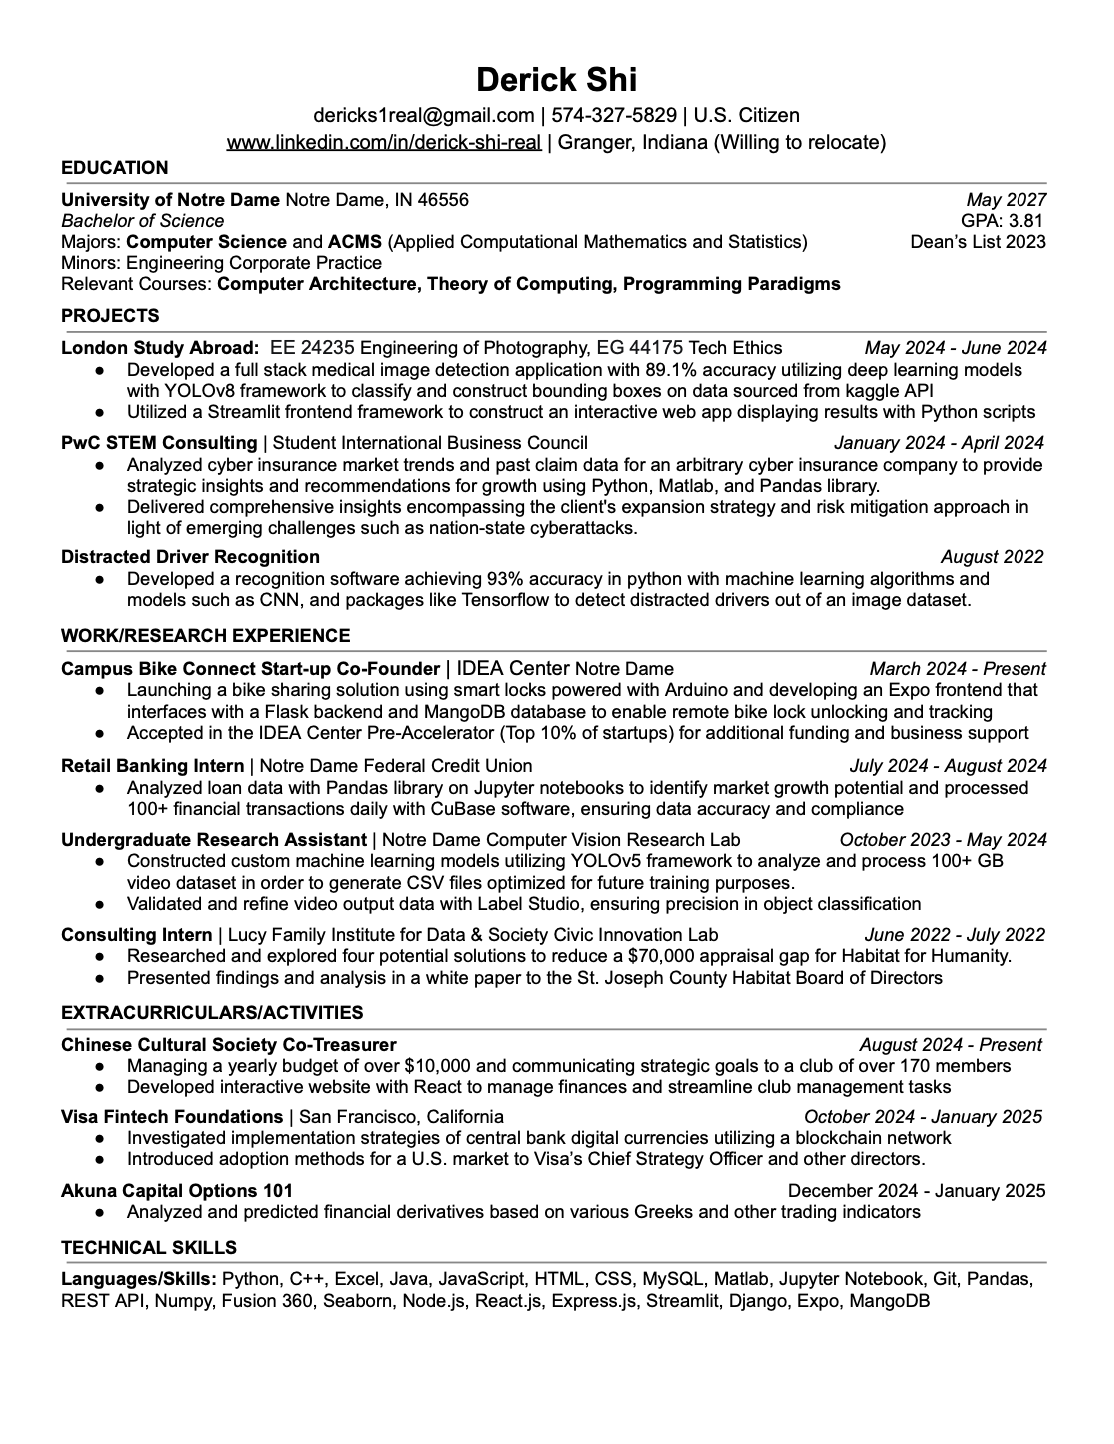 Derick Shi
dericks1real@gmail.com | 574-327-5829 | U.S. Citizen
www.linkedin.com/in/derick-shi-real | Granger, Indiana (Willing to relocate)
EDUCATION
University of Notre Dame Notre Dame, IN 46556 May 2027
Bachelor of Science GPA: 3.81
Majors: Computer Science and ACMS (Applied Computational Mathematics and Statistics) Dean’s List 2023
Minors: Engineering Corporate Practice
Relevant Courses: Computer Architecture, Theory of Computing, Programming Paradigms
PROJECTS
London Study Abroad: EE 24235 Engineering of Photography, EG 44175 Tech Ethics May 2024 - June 2024
● Developed a full stack medical image detection application with 89.1% accuracy utilizing deep learning models
with YOLOv8 framework to classify and construct bounding boxes on data sourced from kaggle API
● Utilized a Streamlit frontend framework to construct an interactive web app displaying results with Python scripts
PwC STEM Consulting | Student International Business Council January 2024 - April 2024
● Analyzed cyber insurance market trends and past claim data for an arbitrary cyber insurance company to provide
strategic insights and recommendations for growth using Python, Matlab, and Pandas library.
● Delivered comprehensive insights encompassing the client's expansion strategy and risk mitigation approach in
light of emerging challenges such as nation-state cyberattacks.
Distracted Driver Recognition August 2022
● Developed a recognition software achieving 93% accuracy in python with machine learning algorithms and
models such as CNN, and packages like Tensorflow to detect distracted drivers out of an image dataset.
WORK/RESEARCH EXPERIENCE
Campus Bike Connect Start-up Co-Founder | IDEA Center Notre Dame March 2024 - Present
● Launching a bike sharing solution using smart locks powered with Arduino and developing an Expo frontend that
interfaces with a Flask backend and MangoDB database to enable remote bike lock unlocking and tracking
● Accepted in the IDEA Center Pre-Accelerator (Top 10% of startups) for additional funding and business support
Retail Banking Intern | Notre Dame Federal Credit Union July 2024 - August 2024
● Analyzed loan data with Pandas library on Jupyter notebooks to identify market growth potential and processed
100+ financial transactions daily with CuBase software, ensuring data accuracy and compliance
Undergraduate Research Assistant | Notre Dame Computer Vision Research Lab October 2023 - May 2024
● Constructed custom machine learning models utilizing YOLOv5 framework to analyze and process 100+ GB
video dataset in order to generate CSV files optimized for future training purposes.
● Validated and refine video output data with Label Studio, ensuring precision in object classification
Consulting Intern | Lucy Family Institute for Data & Society Civic Innovation Lab June 2022 - July 2022
● Researched and explored four potential solutions to reduce a $70,000 appraisal gap for Habitat for Humanity.
● Presented findings and analysis in a white paper to the St. Joseph County Habitat Board of Directors
EXTRACURRICULARS/ACTIVITIES
Chinese Cultural Society Co-Treasurer August 2024 - Present
● Managing a yearly budget of over $10,000 and communicating strategic goals to a club of over 170 members
● Developed interactive website with React to manage finances and streamline club management tasks
Visa Fintech Foundations | San Francisco, California October 2024 - January 2025
● Investigated implementation strategies of central bank digital currencies utilizing a blockchain network
● Introduced adoption methods for a U.S. market to Visa’s Chief Strategy Officer and other directors.
Akuna Capital Options 101 December 2024 - January 2025
● Analyzed and predicted financial derivatives based on various Greeks and other trading indicators
TECHNICAL SKILLS
Languages/Skills: Python, C++, Excel, Java, JavaScript, HTML, CSS, MySQL, Matlab, Jupyter Notebook, Git, Pandas,
REST API, Numpy, Fusion 360, Seaborn, Node.js, React.js, Express.js, Streamlit, Django, Expo, MangoDB